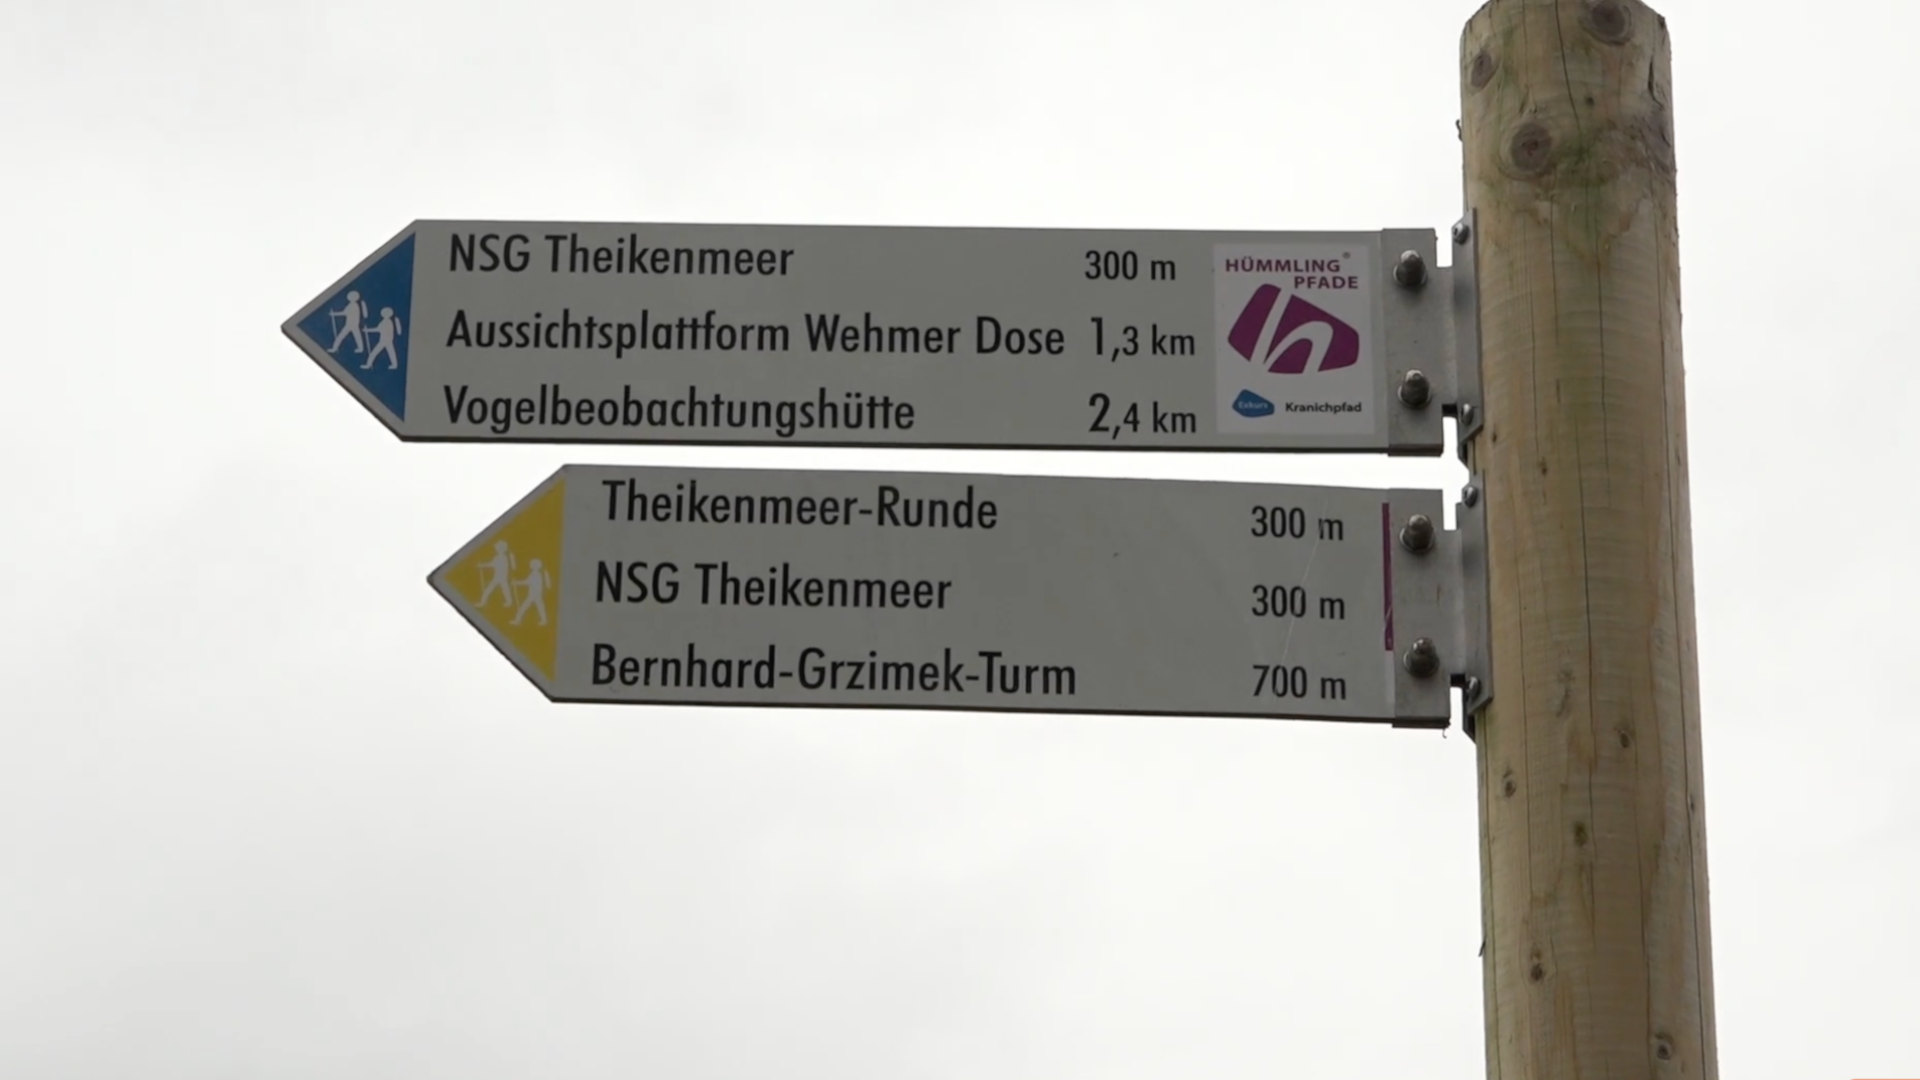 NSG Theikenmeer 300 m
Aussichtsplattform Wehmer Dose 1,3 km
Vogelbeobachtungshütte 2,4 km
HÜMMLING®
PFADE
Exkurs Kranichpfad
Theikenmeer-Runde 300 m
NSG Theikenmeer 300 m
Bernhard-Grzimek-Turm 700 m